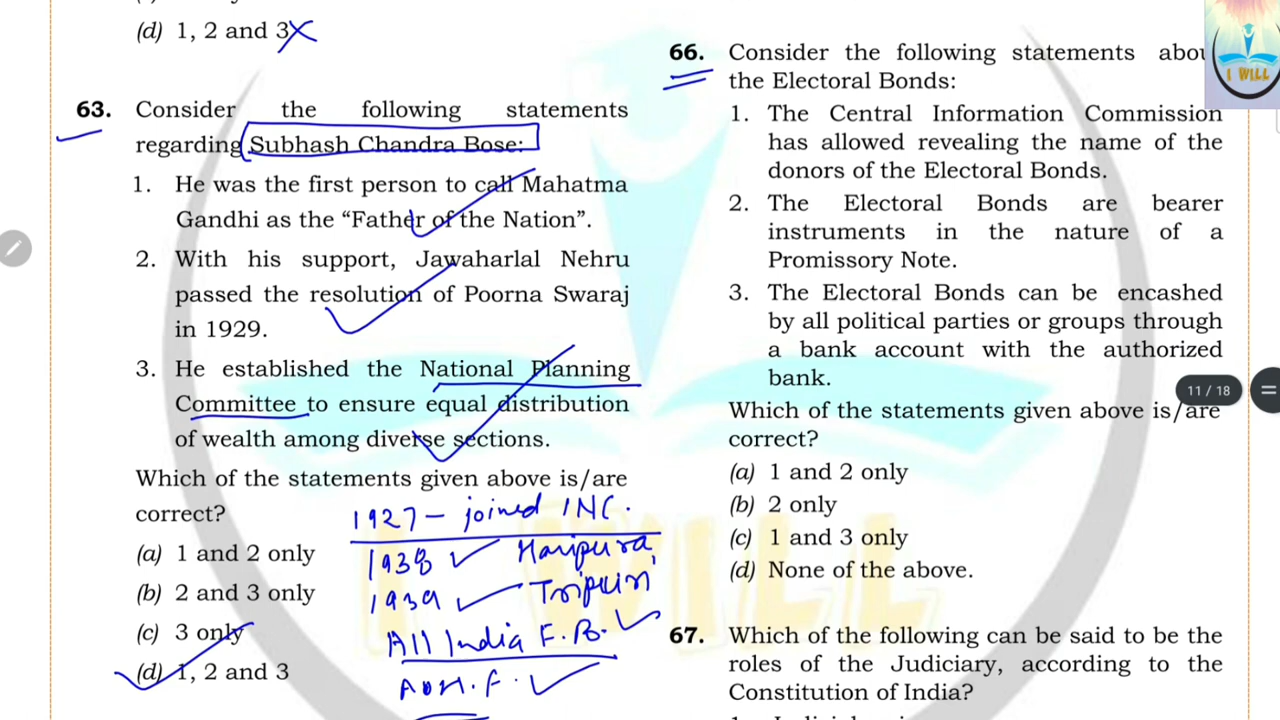 (d) 1, 2 and 3
63. Consider the following statements
regarding Subhash Chandra Bose:
1. He was the first person to call Mahatma
Gandhi as the “Father of the Nation”.
2. With his support, Jawaharlal Nehru
passed the resolution of Poorna Swaraj
in 1929.
3. He established the National Planning
Committee to ensure equal distribution
of wealth among diverse sections.
Which of the statements given above is/are
correct?
(a) 1 and 2 only
(b) 2 and 3 only
(c) 3 only
(d) 1, 2 and 3
1927 – joined INC.
1938 Haripura,
1939 Tripuri
All India F.B.
66. Consider the following statements abou
the Electoral Bonds:
1. The Central Information Commission
has allowed revealing the name of the
donors of the Electoral Bonds.
2. The Electoral Bonds are bearer
instruments in the nature of a
Promissory Note.
3. The Electoral Bonds can be encashed
by all political parties or groups through
a bank account with the authorized
bank.
Which of the statements given above is/are
correct?
(a) 1 and 2 only
(b) 2 only
(c) 1 and 3 only
(d) None of the above.
67. Which of the following can be said to be the
roles of the Judiciary, according to the
Constitution of India?
I WILL
11 / 18
I WILL